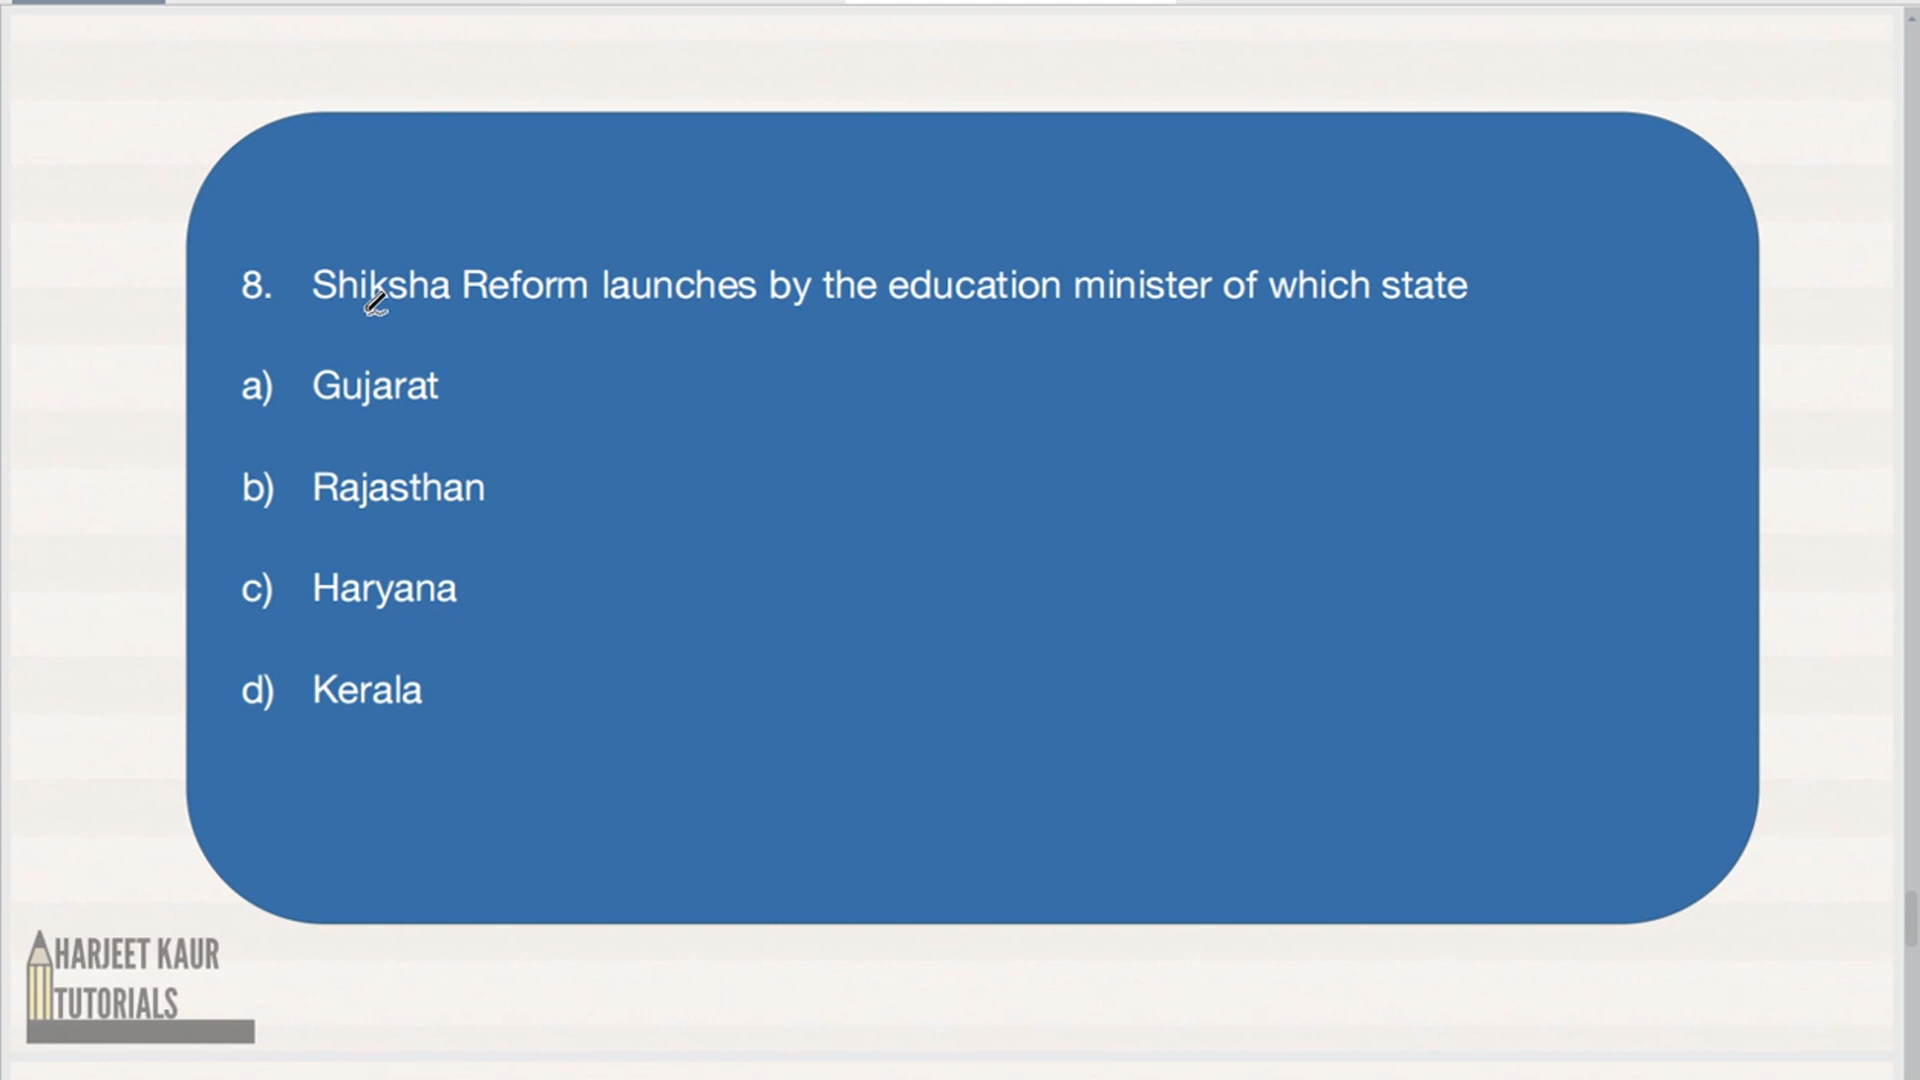 8. Shiksha Reform launches by the education minister of which state
a) Gujarat
b) Rajasthan
c) Haryana
d) Kerala
HARJEET KAUR
TUTORIALS